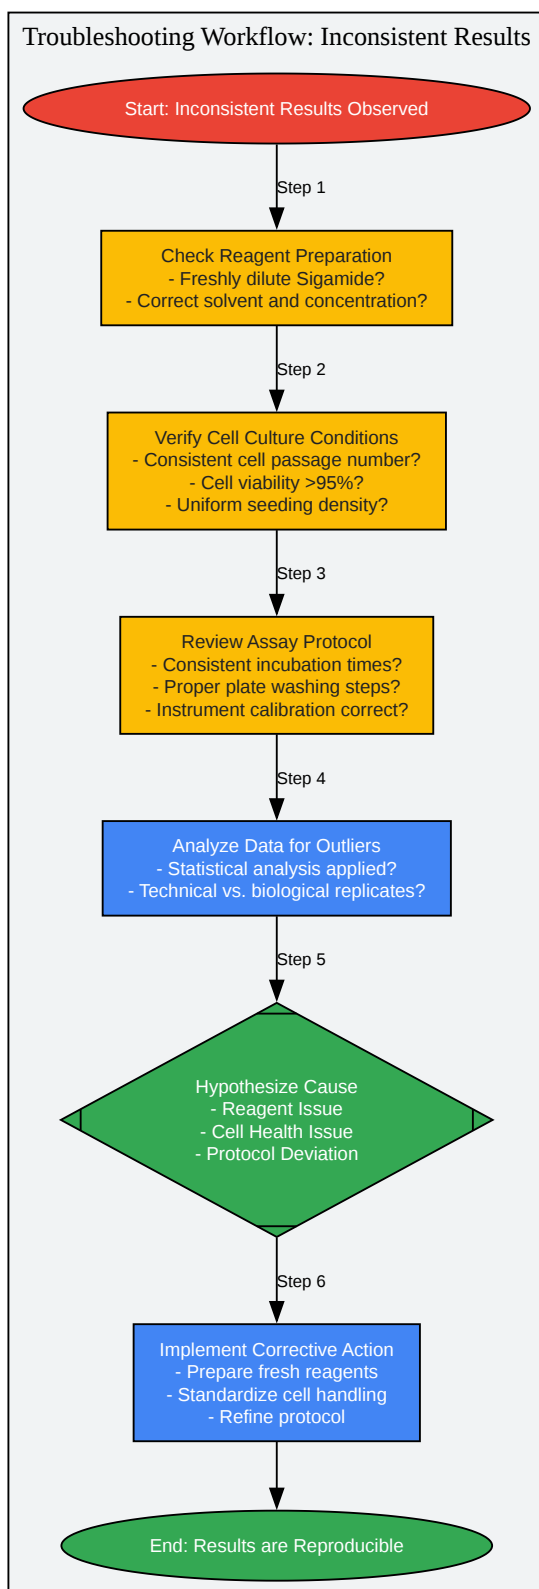 Troubleshooting Workflow: Inconsistent Results
Start: Inconsistent Results Observed
Step 1
Check Reagent Preparation
- Freshly dilute Sigamide?
- Correct solvent and concentration?
Step 2
Verify Cell Culture Conditions
- Consistent cell passage number?
- Cell viability >95%?
- Uniform seeding density?
Step 3
Review Assay Protocol
- Consistent incubation times?
- Proper plate washing steps?
- Instrument calibration correct?
Step 4
Analyze Data for Outliers
- Statistical analysis applied?
- Technical vs. biological replicates?
Step 5
Hypothesize Cause
- Reagent Issue
- Cell Health Issue
- Protocol Deviation
Step 6
Implement Corrective Action
- Prepare fresh reagents
- Standardize cell handling
- Refine protocol
End: Results are Reproducible